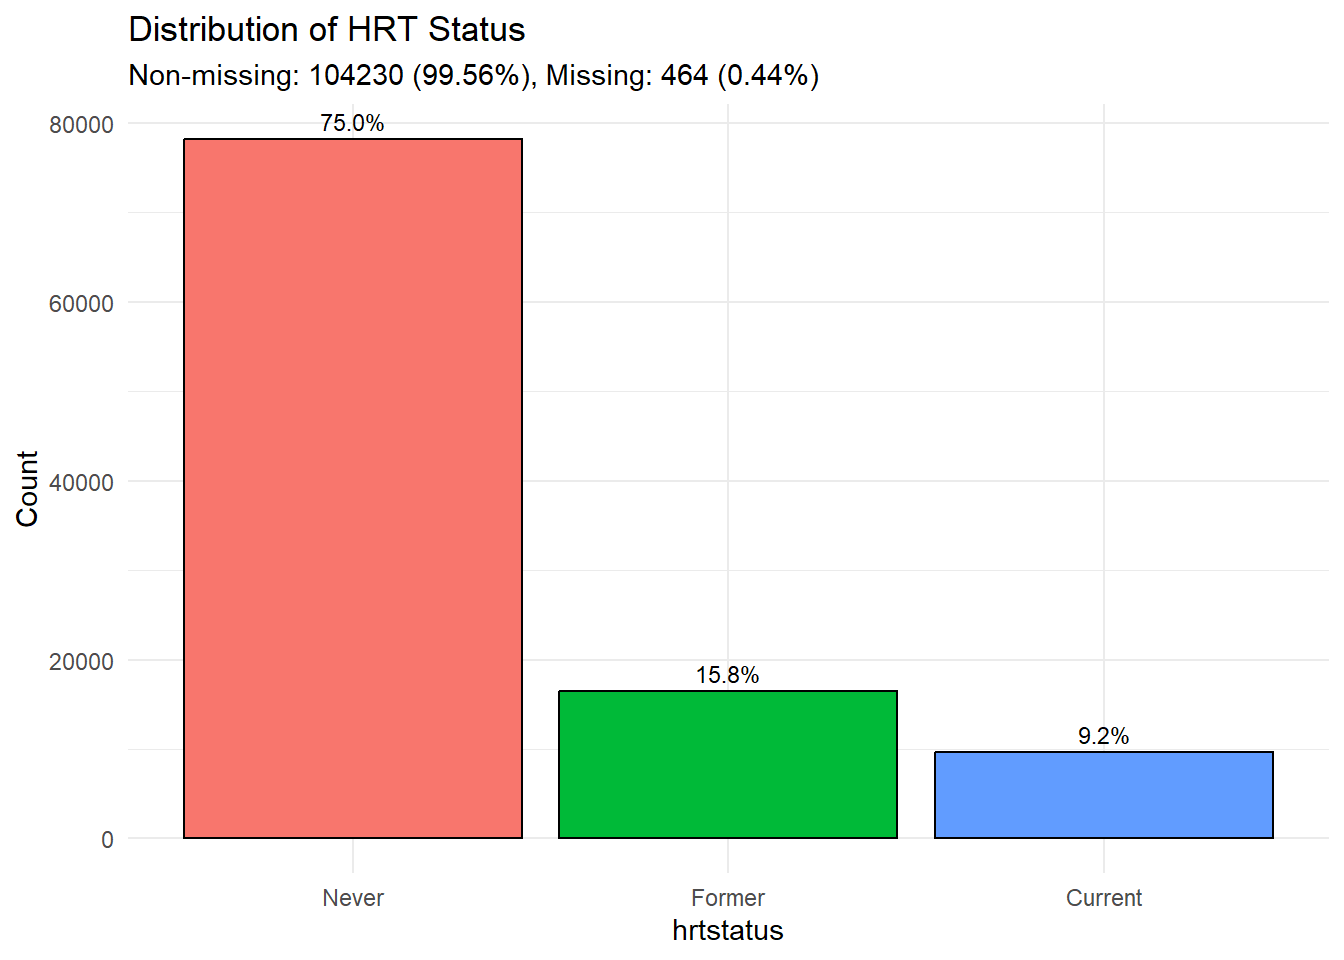 Distribution of HRT Status
Non-missing: 104230 (99.56%), Missing: 464 (0.44%)
80000
60000
40000
20000
0
Count
75.0%
15.8%
9.2%
Never
Former
Current
hrtstatus